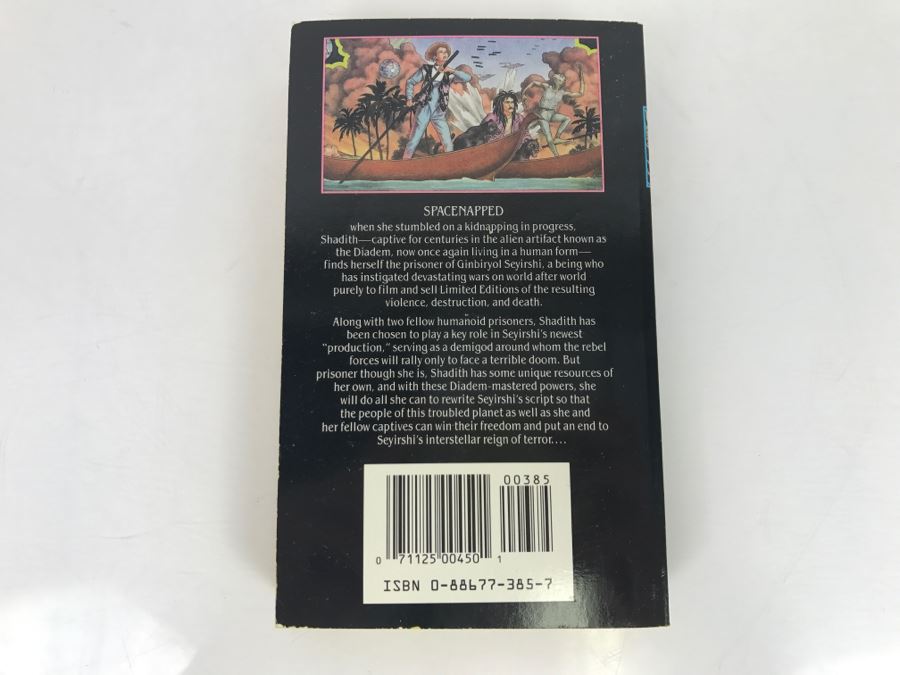 SPACENAPPED
when she stumbled on a kidnapping in progress,
Shadith—captive for centuries in the alien artifact known as
the Diadem, now once again living in a human form—
finds herself the prisoner of Ginbiryol Seyirshi, a being who
has instigated devastating wars on world after world
purely to film and sell Limited Editions of the resulting
violence, destruction, and death.
Along with two fellow humanoid prisoners, Shadith has
been chosen to play a key role in Seyirshi's newest
"production," serving as a demigod around whom the rebel
forces will rally only to face a terrible doom. But
prisoner though she is, Shadith has some unique resources of
her own, and with these Diadem-mastered powers, she
will do all she can to rewrite Seyirshi's script so that
the people of this troubled planet as well as she and
her fellow captives can win their freedom and put an end to
Seyirshi's interstellar reign of terror....
00385
0 71125 00450 1
ISBN 0-88677-385-7